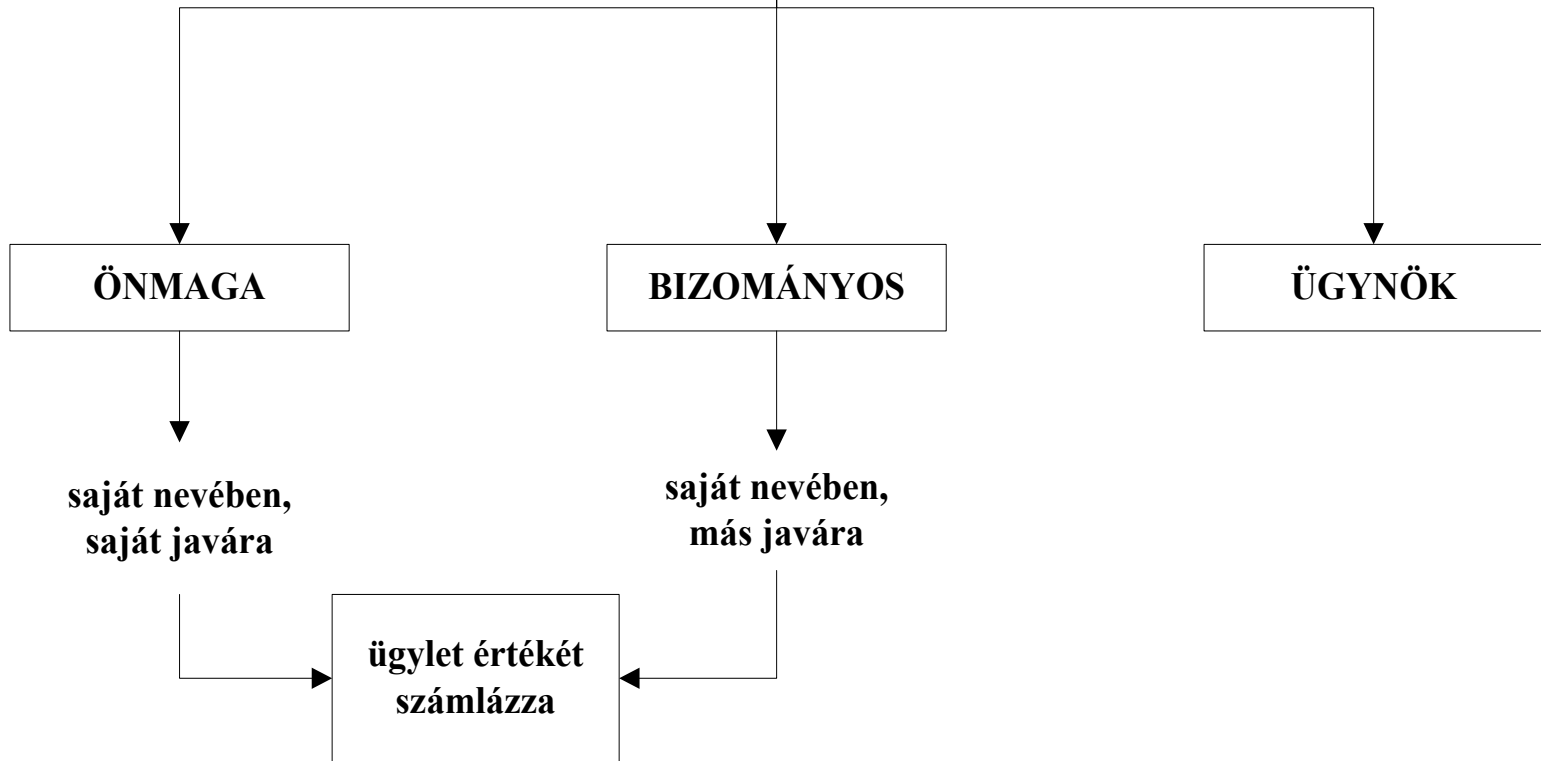 ÖNMAGA
BIZOMÁNYOS
ÜGYNÖK
saját nevében,
saját javára
saját nevében,
más javára
ügylet értékét
számlázza